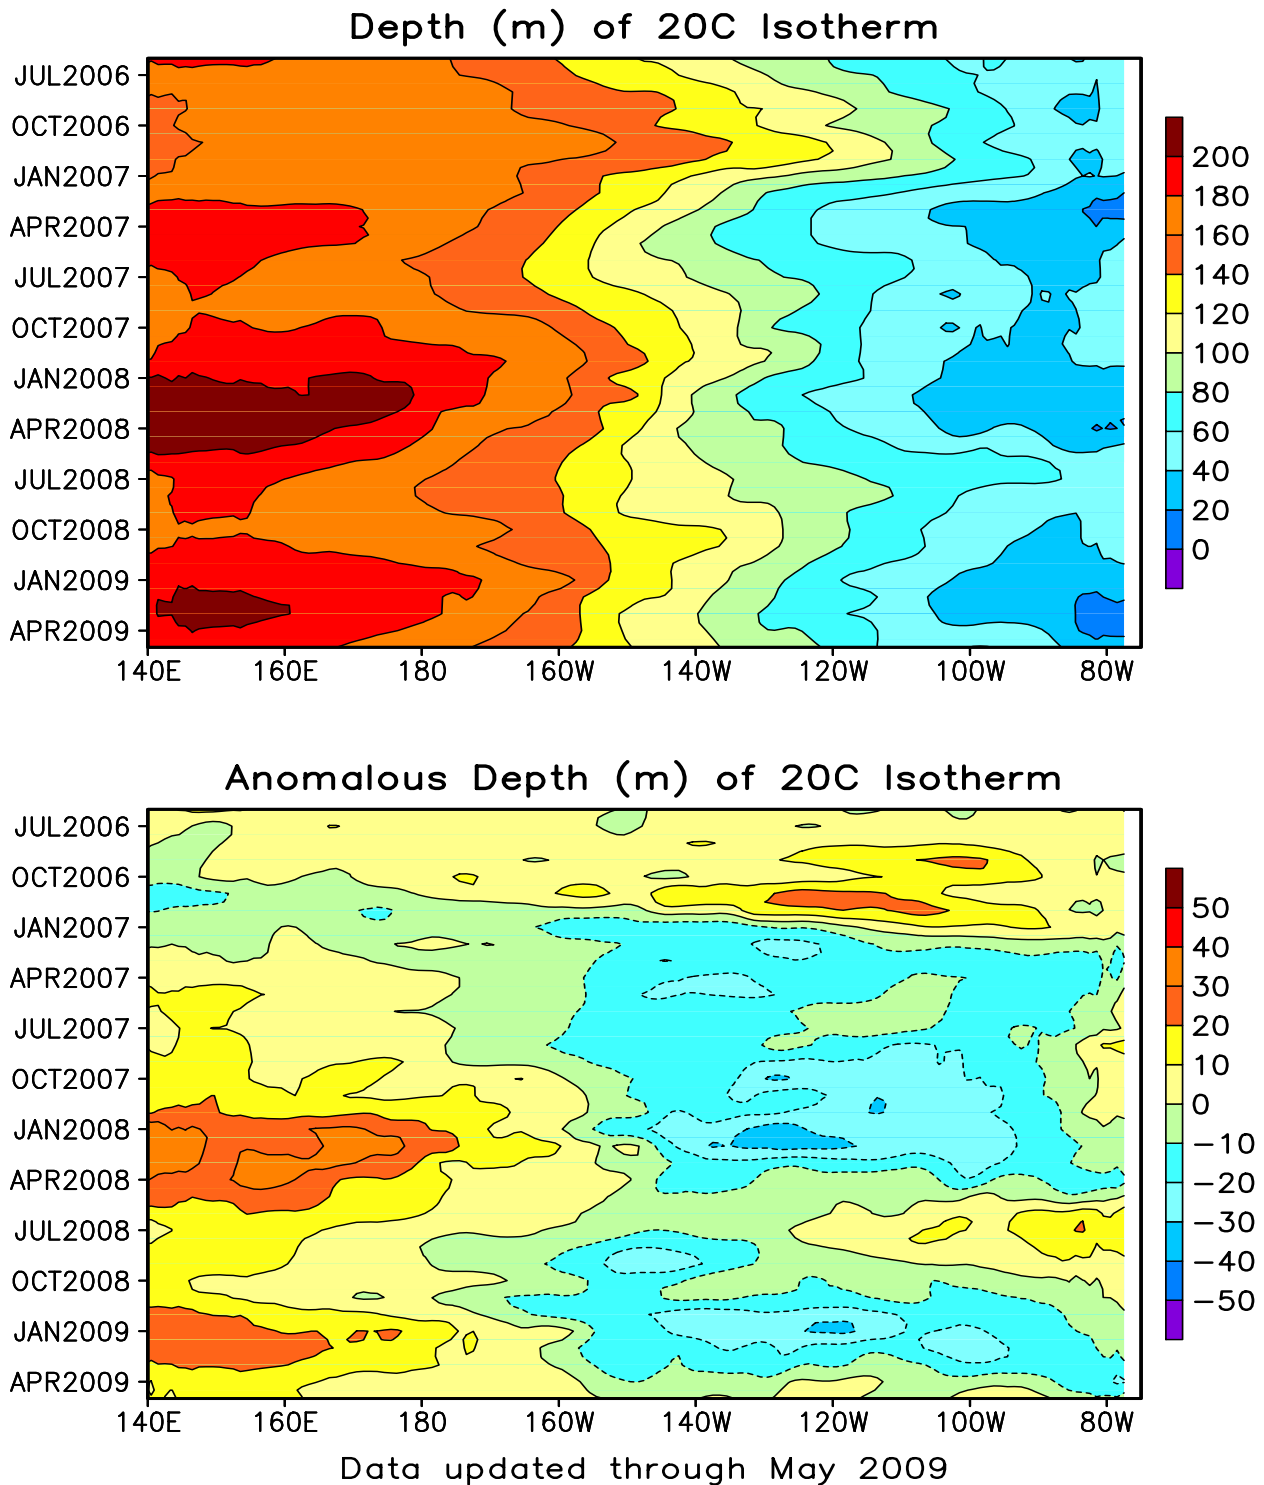 Depth (m) of 20C Isotherm
JUL2006
OCT2006
JAN2007
APR2007
JUL2007
OCT2007
JAN2008
APR2008
JUL2008
OCT2008
JAN2009
APR2009
140E 160E 180 160W 140W 120W 100W 80W
200
180
160
140
120
100
80
60
40
20
0
Anomalous Depth (m) of 20C Isotherm
JUL2006
OCT2006
JAN2007
APR2007
JUL2007
OCT2007
JAN2008
APR2008
JUL2008
OCT2008
JAN2009
APR2009
140E 160E 180 160W 140W 120W 100W 80W
50
40
30
20
10
0
−10
−20
−30
−40
−50
Data updated through May 2009